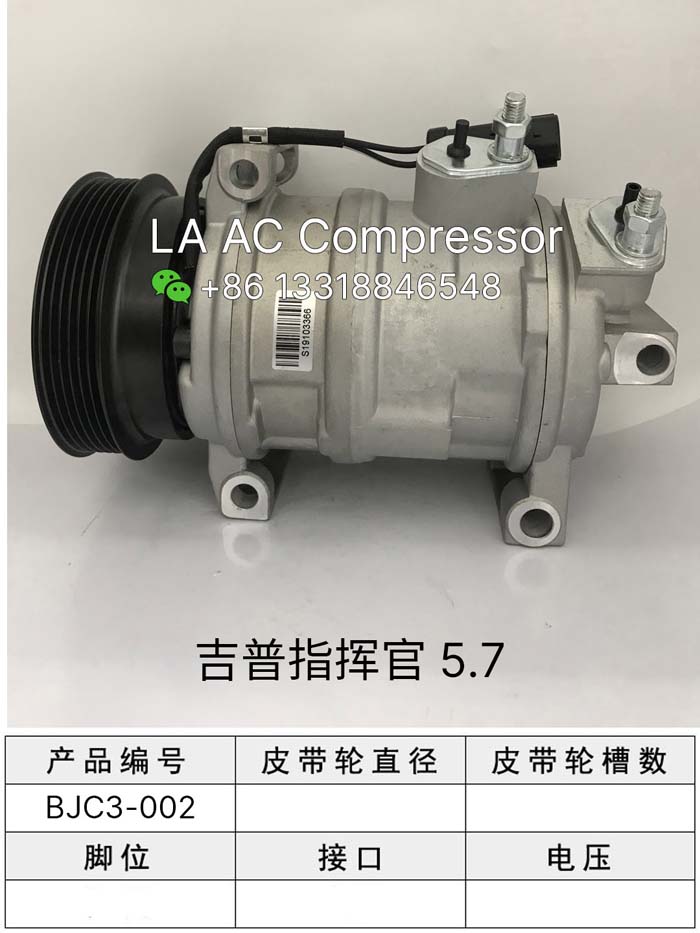 LA AC Compressor
+86 13318846548
S19103366
吉普指挥官 5.7
产品编号 皮带轮直径 皮带轮槽数
BJC3-002
脚位 接口 电压